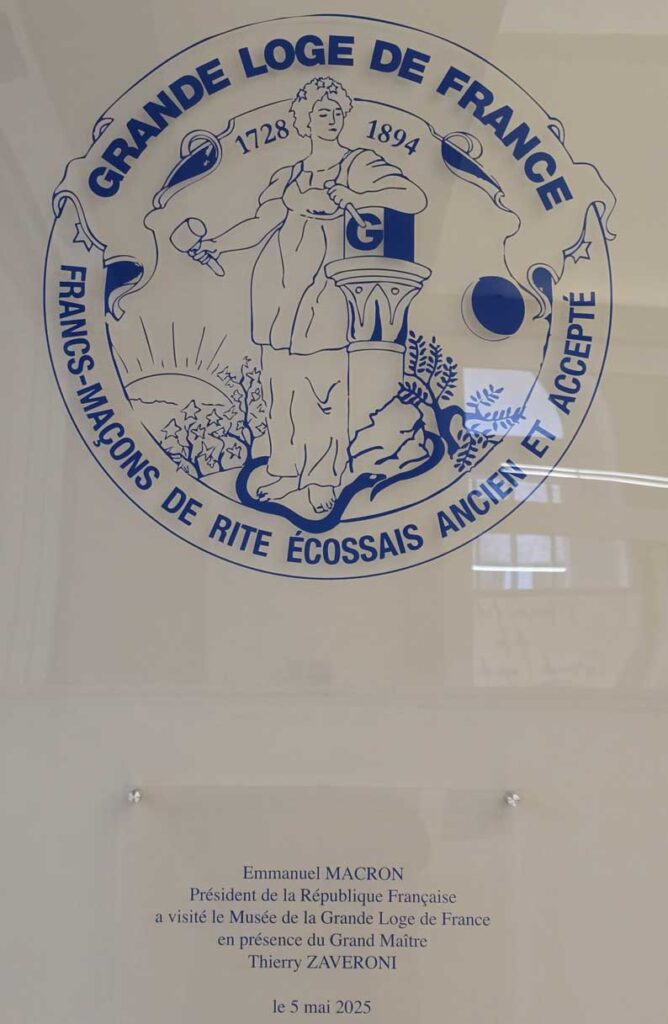 GRANDE LOGE DE FRANCE
1728 1894
G
FRANCS-MAÇONS DE RITE ÉCOSSAIS ANCIEN ET ACCEPTÉ
Emmanuel MACRON
Président de la République Française
a visité le Musée de la Grande Loge de France
en présence du Grand Maître
Thierry ZAVERONI
le 5 mai 2025